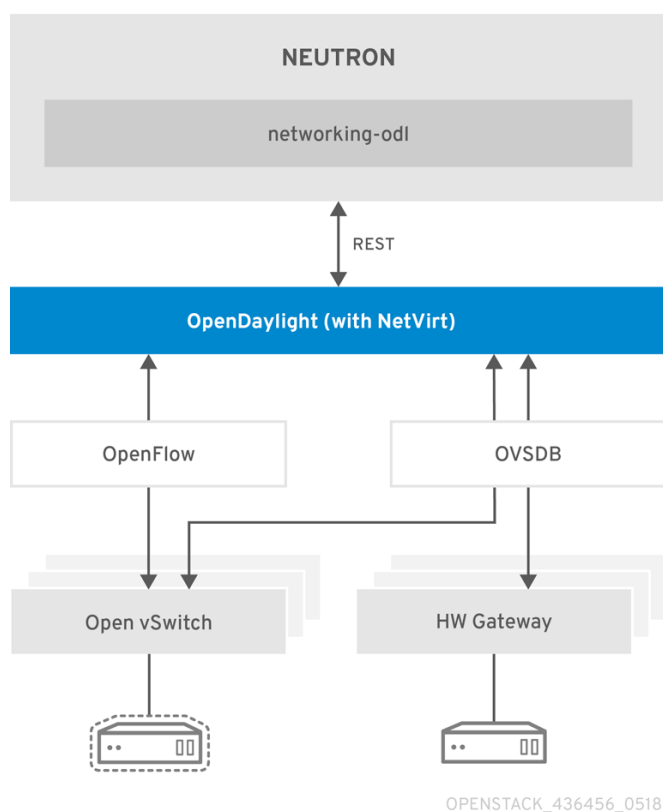 NEUTRON
networking-odl
REST
OpenDaylight (with NetVirt)
OpenFlow
OVSDB
Open vSwitch
HW Gateway
OPENSTACK_436456_0518